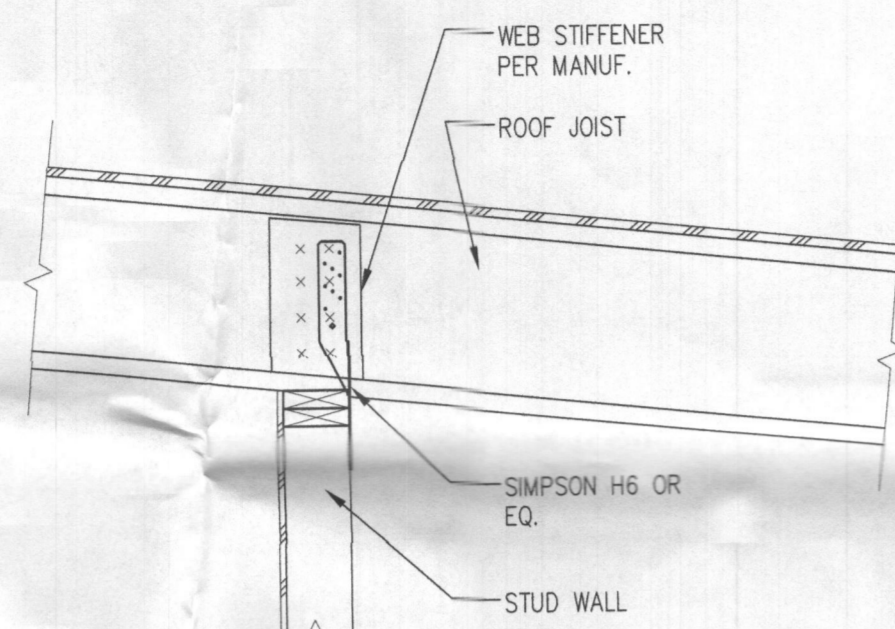 WEB STIFFENER
PER MANUF.
ROOF JOIST
SIMPSON H6 OR
EQ.
STUD WALL